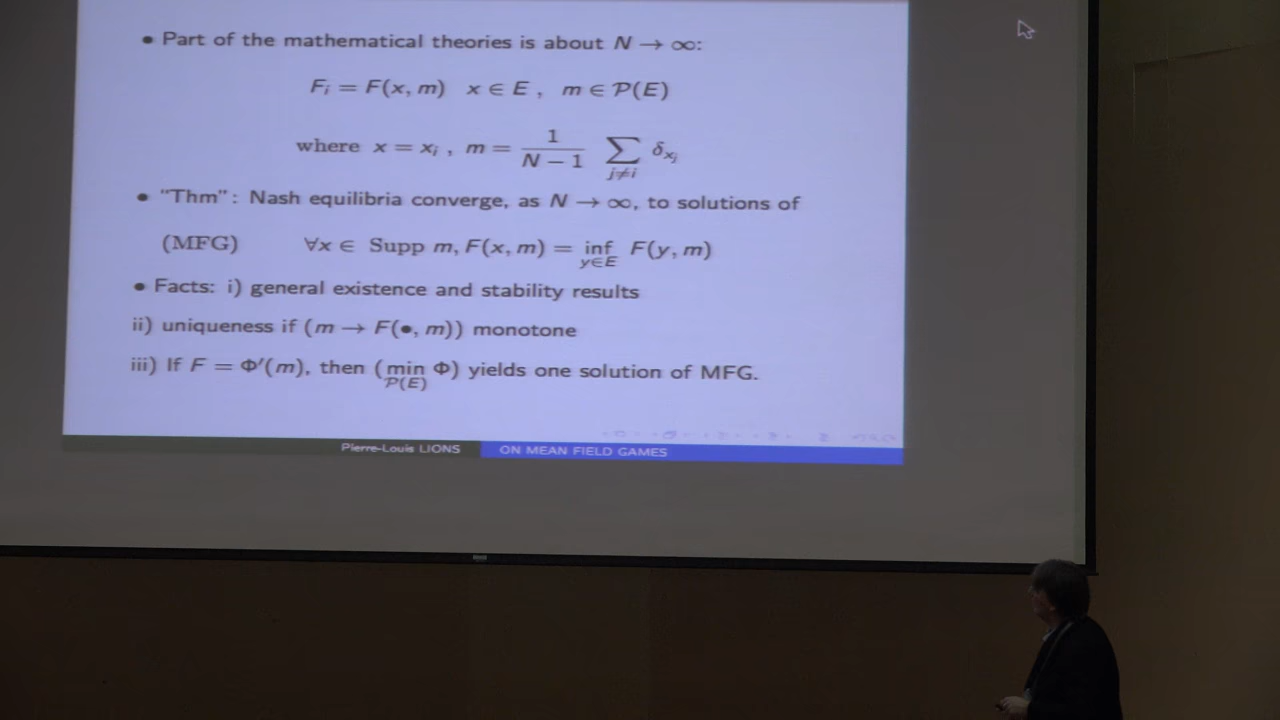 • Part of the mathematical theories is about N → ∞:
Fᵢ = F(x, m) x ∈ E , m ∈ P(E)
where x = xᵢ , m = 1/(N − 1) ∑_{j≠i} δ_{xⱼ}
• "Thm": Nash equilibria converge, as N → ∞, to solutions of
(MFG) ∀x ∈ Supp m, F(x, m) = inf_{y∈E} F(y, m)
• Facts: i) general existence and stability results
ii) uniqueness if (m → F(•, m)) monotone
iii) If F = Φ′(m), then (min_{P(E)} Φ) yields one solution of MFG.
Pierre-Louis LIONS ON MEAN FIELD GAMES